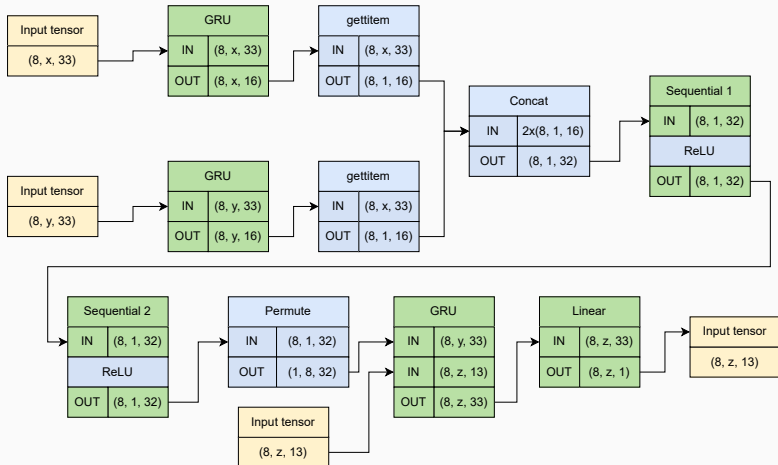 Input tensor
(8, x, 33)
GRU
IN (8, x, 33)
OUT (8, x, 16)
gettitem
IN (8, x, 33)
OUT (8, 1, 16)
Input tensor
(8, y, 33)
GRU
IN (8, y, 33)
OUT (8, y, 16)
gettitem
IN (8, x, 33)
OUT (8, 1, 16)
Concat
IN 2x(8, 1, 16)
OUT (8, 1, 32)
Sequential 1
IN (8, 1, 32)
ReLU
OUT (8, 1, 32)
Sequential 2
IN (8, 1, 32)
ReLU
OUT (8, 1, 32)
Permute
IN (8, 1, 32)
OUT (1, 8, 32)
Input tensor
(8, z, 13)
GRU
IN (8, y, 33)
IN (8, z, 13)
OUT (8, z, 33)
Linear
IN (8, z, 33)
OUT (8, z, 1)
Input tensor
(8, z, 13)